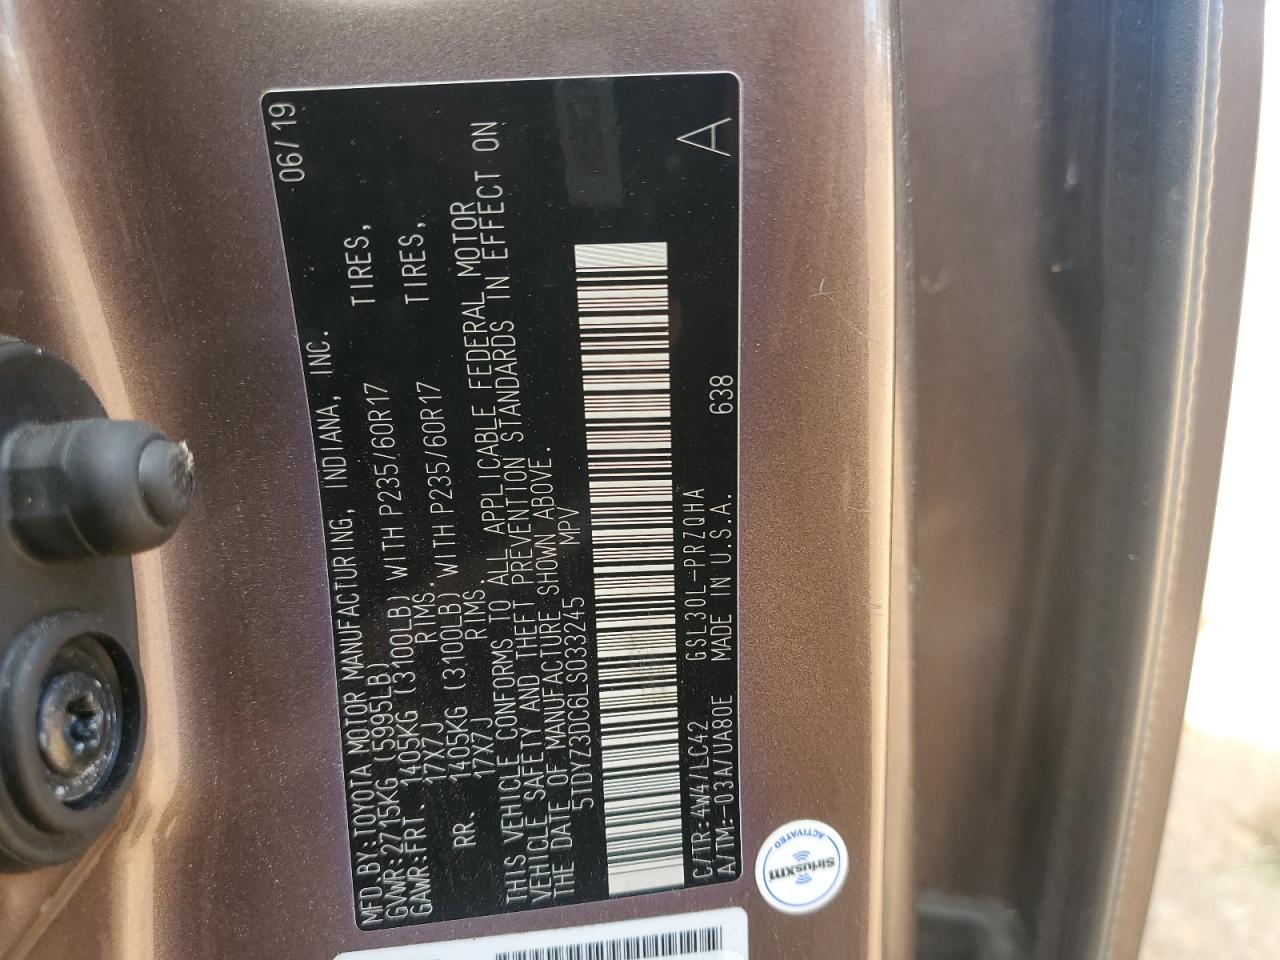 06/19
MFD BY:TOYOTA MOTOR MANUFACTURING, INDIANA, INC.
GVWR:2715KG (5995LB)
GAWR:FRT. 1405KG (3100LB) WITH P235/60R17 TIRES,
17X7J RIMS.
RR. 1405KG (3100LB) WITH P235/60R17 TIRES,
17X7J RIMS.
THIS VEHICLE CONFORMS TO ALL APPLICABLE FEDERAL MOTOR
VEHICLE SAFETY AND THEFT PREVENTION STANDARDS IN EFFECT ON
THE DATE OF MANUFACTURE SHOWN ABOVE.
5TDYZ3DC6LS033245 MPV
C/TR:4W4/LC42 GSL30L-PRZQHA
A/TM:-03A/UA80E MADE IN U.S.A. 638 A
siriusxm
ACTIVATED